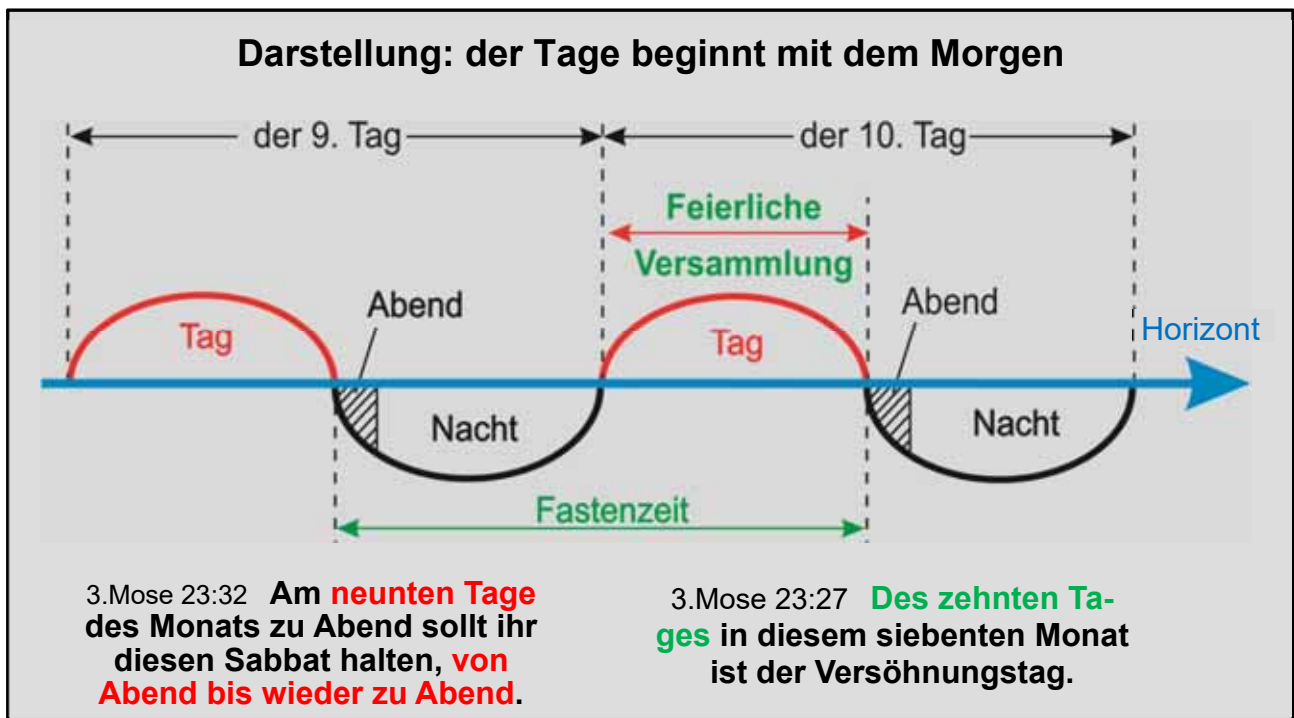 Darstellung: der Tage beginnt mit dem Morgen
der 9. Tag
der 10. Tag
Feierliche
Versammlung
Abend
Abend
Horizont
Tag
Tag
Nacht
Nacht
Fastenzeit
3.Mose 23:32 Am neunten Tage
des Monats zu Abend sollt ihr
diesen Sabbat halten, von
Abend bis wieder zu Abend.
3.Mose 23:27 Des zehnten Ta-
ges in diesem siebenten Monat
ist der Versöhnungstag.